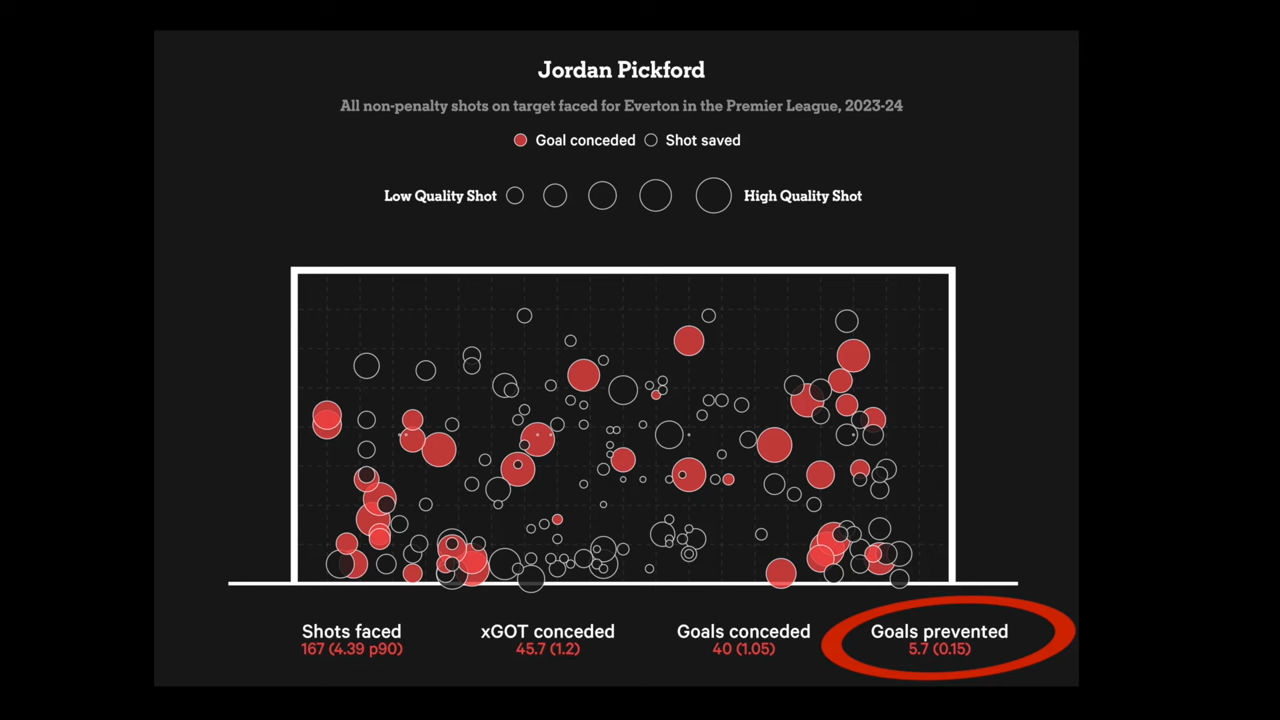 Jordan Pickford
All non-penalty shots on target faced for Everton in the Premier League, 2023-24
Goal conceded Shot saved
Low Quality Shot High Quality Shot
Shots faced xGOT conceded Goals conceded Goals prevented
167 (4.39 p90) 45.7 (1.2) 40 (1.05) 5.7 (0.15)